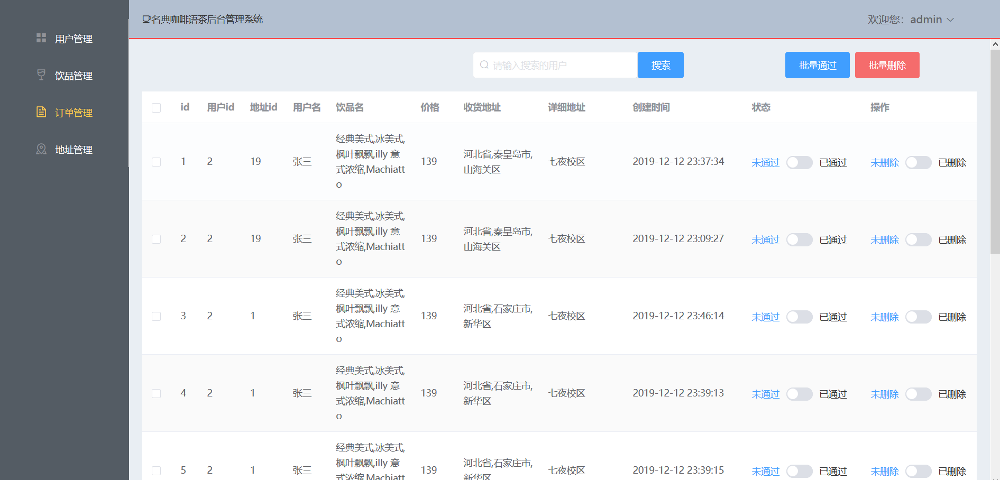 名典咖啡语茶后台管理系统
欢迎您：admin
用户管理
饮品管理
订单管理
地址管理
请输入搜索的用户
搜索
批量通过
批量删除
id 用户id 地址id 用户名 饮品名 价格 收货地址 详细地址 创建时间 状态 操作
1 2 19 张三 经典美式,冰美式,
枫叶飘飘,illy 意
式浓缩,Machiatt
o
139 河北省,秦皇岛市,
山海关区
七夜校区 2019-12-12 23:37:34 未通过 已通过 未删除 已删除
2 2 19 张三 经典美式,冰美式,
枫叶飘飘,illy 意
式浓缩,Machiatt
o
139 河北省,秦皇岛市,
山海关区
七夜校区 2019-12-12 23:09:27 未通过 已通过 未删除 已删除
3 2 1 张三 经典美式,冰美式,
枫叶飘飘,illy 意
式浓缩,Machiatt
o
139 河北省,石家庄市,
新华区
七夜校区 2019-12-12 23:46:14 未通过 已通过 未删除 已删除
4 2 1 张三 经典美式,冰美式,
枫叶飘飘,illy 意
式浓缩,Machiatt
o
139 河北省,石家庄市,
新华区
七夜校区 2019-12-12 23:39:13 未通过 已通过 未删除 已删除
5 2 1 张三 经典美式,冰美式,
枫叶飘飘,illy 意
式浓缩,Machiatt
139 河北省,石家庄市,
新华区
七夜校区 2019-12-12 23:39:15 未通过 已通过 未删除 已删除